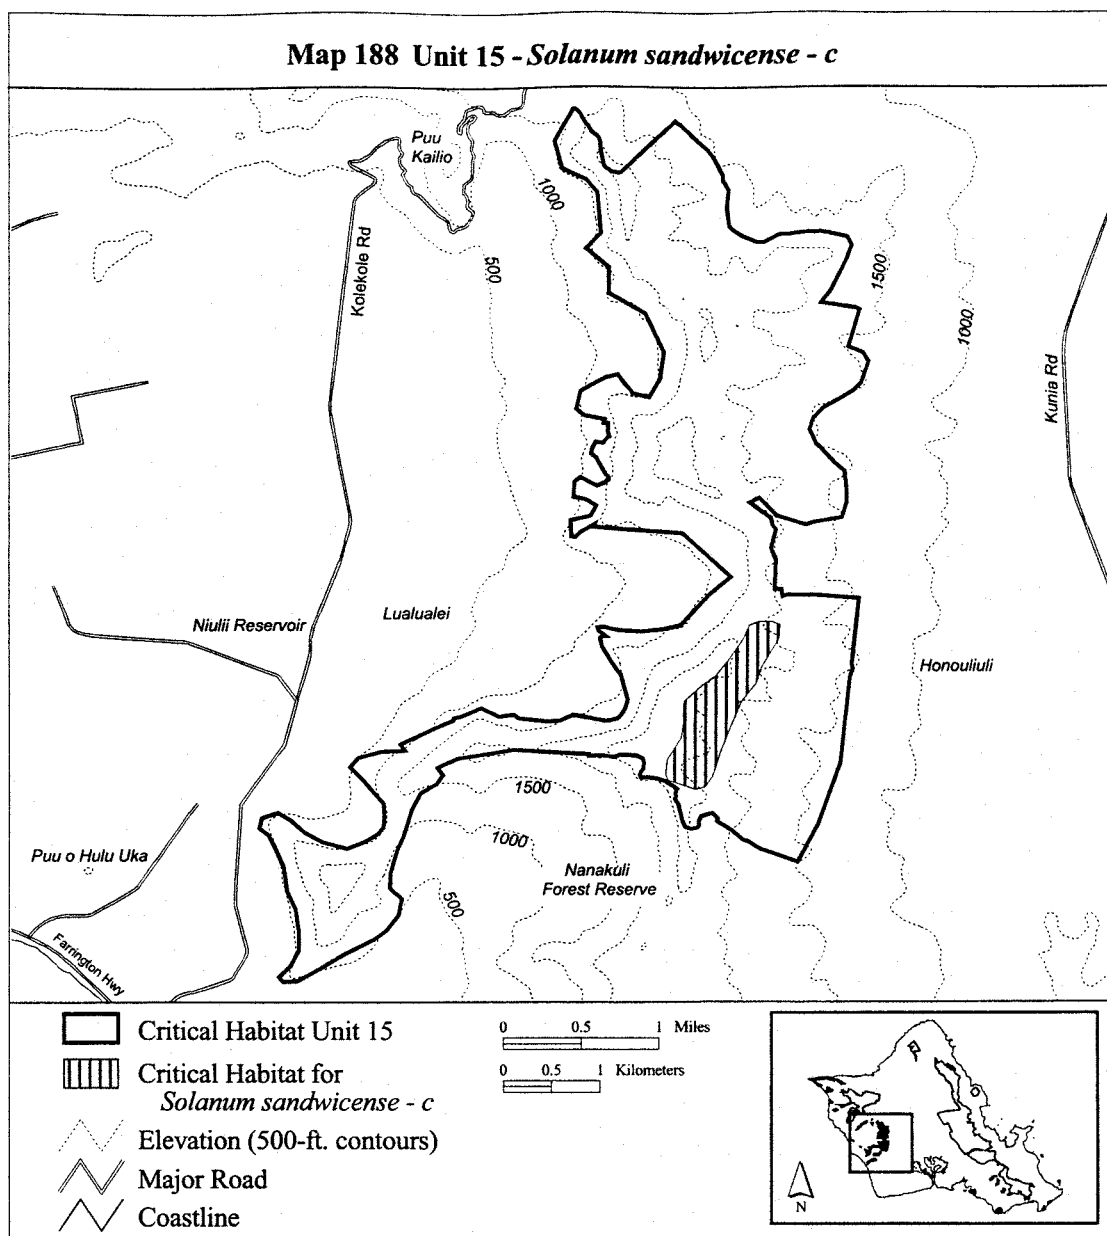 Map 188 Unit 15 - Solanum sandwicense - c
Puu
Kailio
1000
Kolekole Rd
500
1500
1000
Kunia Rd
Niulii Reservoir
Lualualei
Honouliuli
1500
1000
Puu o Hulu Uka
Nanakuli
Forest Reserve
500
Farrington Hwy
Critical Habitat Unit 15
Critical Habitat for
Solanum sandwicense - c
Elevation (500-ft. contours)
Major Road
Coastline
0 0.5 1 Miles
0 0.5 1 Kilometers
N